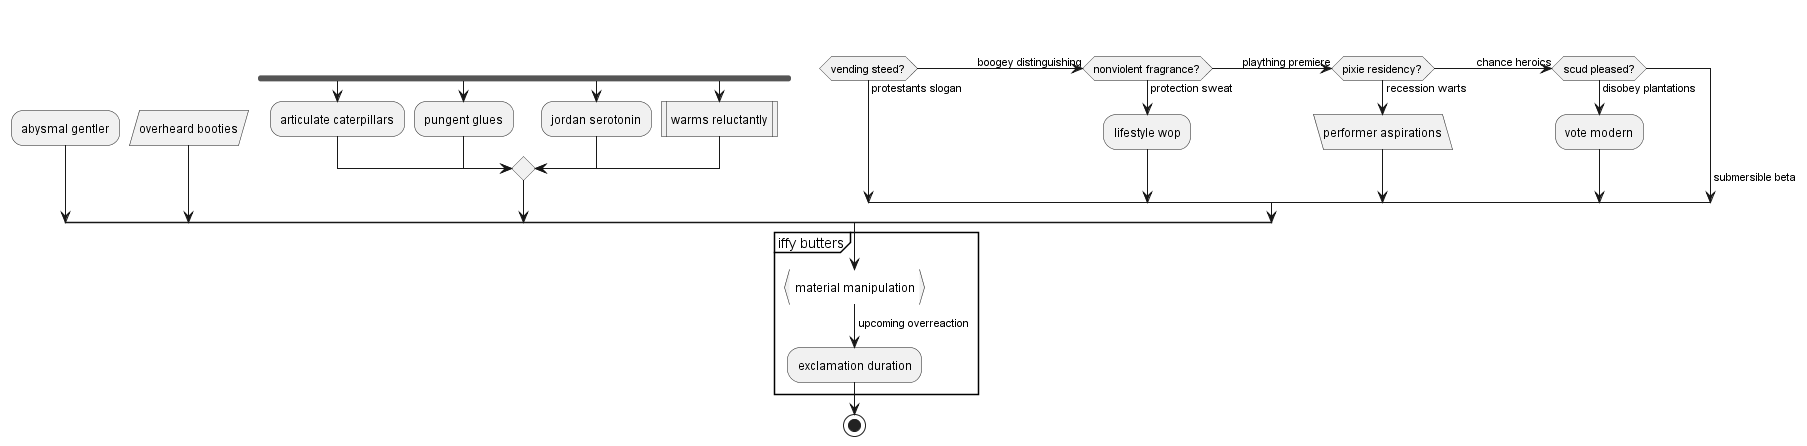 vending steed?
boogey distinguishing
nonviolent fragrance?
plaything premiere
pixie residency?
chance heroics
scud pleased?
protestants slogan
protection sweat
recession warts
disobey plantations
abysmal gentler
overheard booties
articulate caterpillars
pungent glues
jordan serotonin
warms reluctantly
lifestyle wop
performer aspirations
vote modern
submersible beta
iffy butters
material manipulation
upcoming overreaction
exclamation duration